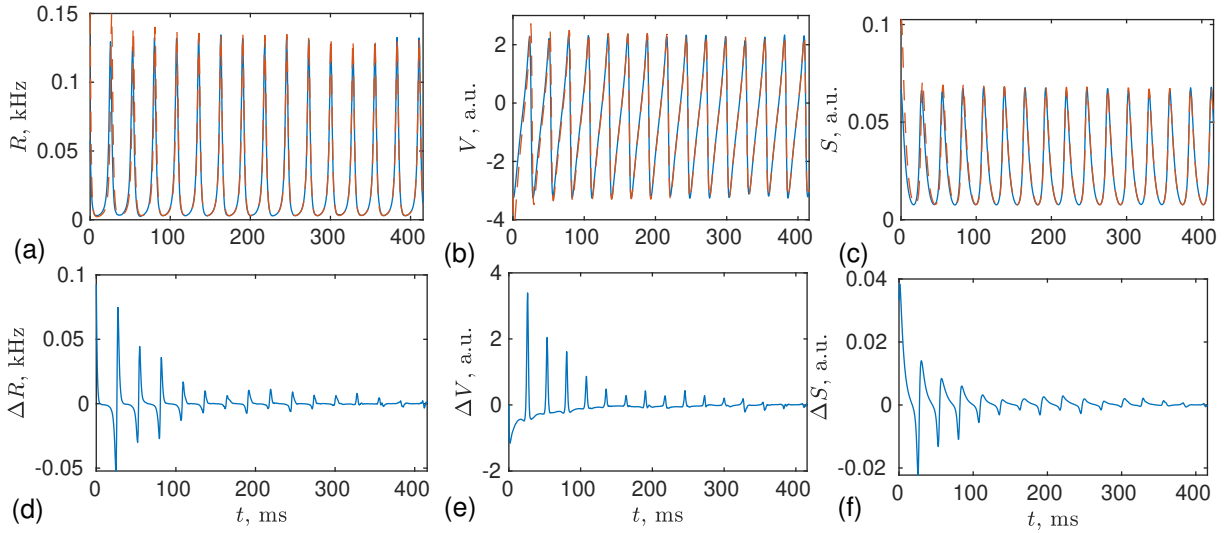 0.15
0.1
0.05
0
R, kHz
0 100 200 300 400
(a)
2
0
-2
-4
V, a.u.
0 100 200 300 400
(b)
0.1
0.05
0
S, a.u.
0 100 200 300 400
(c)
0.1
0.05
0
-0.05
ΔR, kHz
0 100 200 300 400
t, ms
(d)
4
2
0
-2
ΔV, a.u.
0 100 200 300 400
t, ms
(e)
0.04
0.02
0
-0.02
ΔS, a.u.
0 100 200 300 400
t, ms
(f)